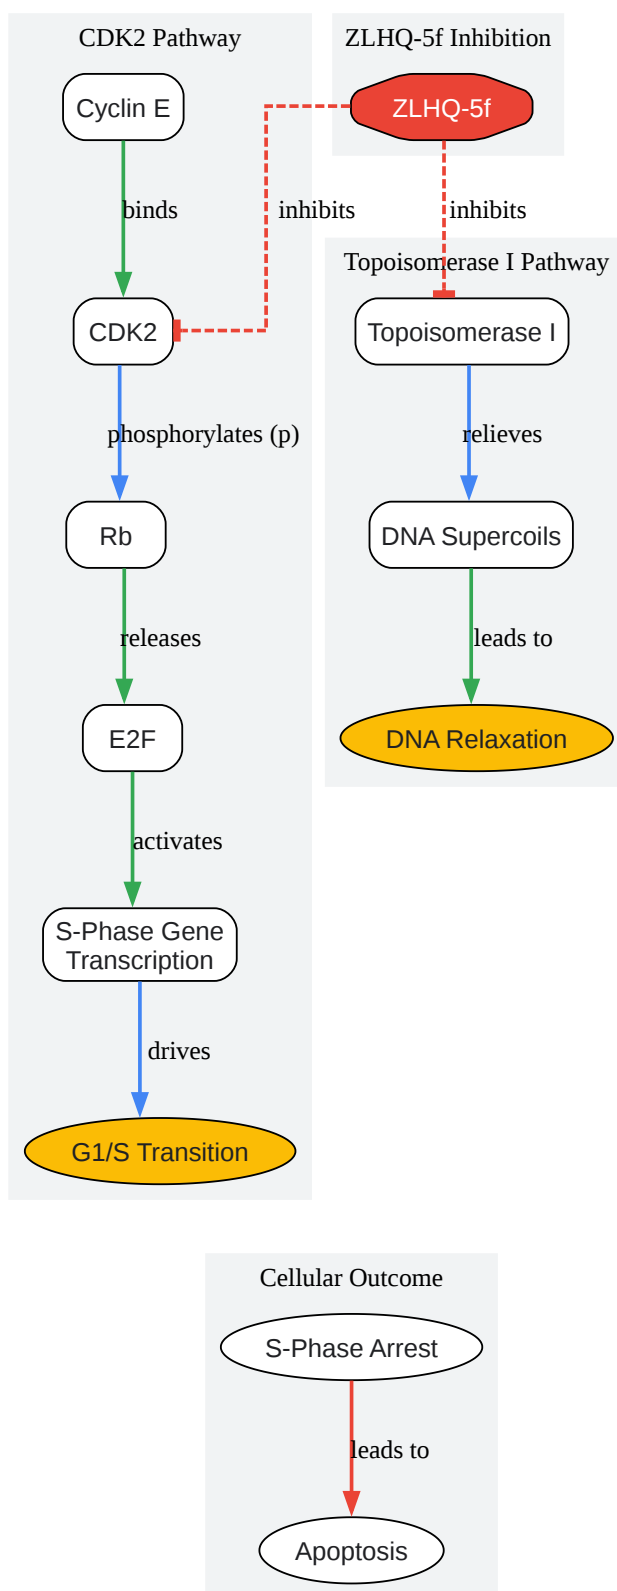 CDK2 Pathway
ZLHQ-5f Inhibition
Cyclin E
ZLHQ-5f
binds
inhibits
inhibits
Topoisomerase I Pathway
CDK2
Topoisomerase I
phosphorylates (p)
relieves
Rb
DNA Supercoils
releases
leads to
E2F
DNA Relaxation
activates
S-Phase Gene
Transcription
drives
G1/S Transition
Cellular Outcome
S-Phase Arrest
leads to
Apoptosis